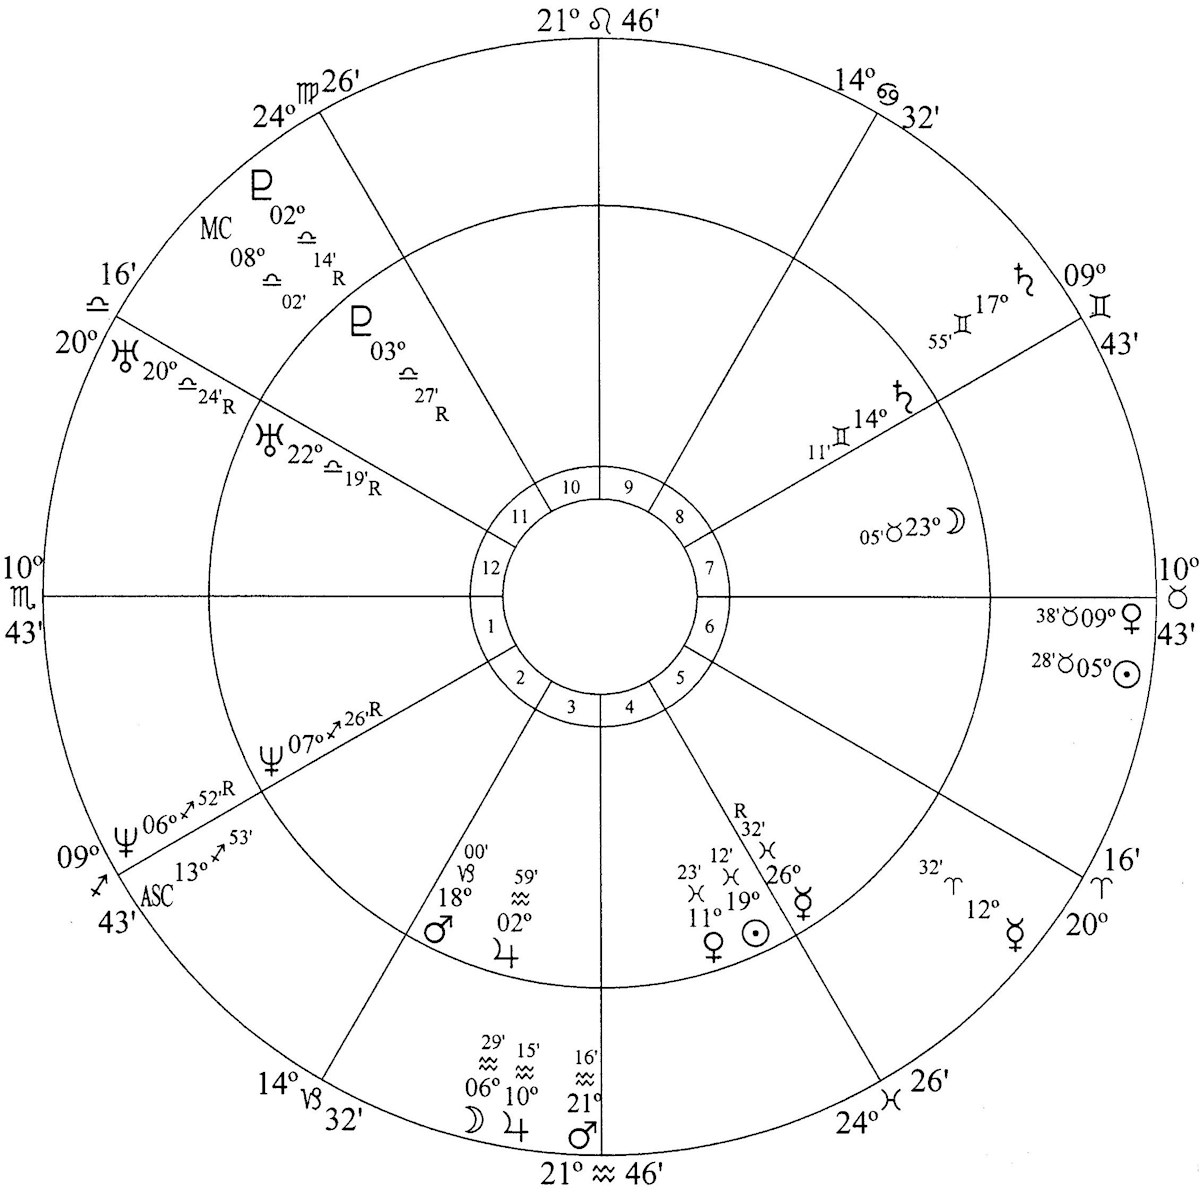 21° ♌ 46'
14° ♋ 32'
24° ♍ 26'
♇ 02° ♎ 14' R
MC 08° ♎ 02'
♇ 03° ♎ 27' R
♄ 17° ♊ 55'
09° ♊ 43'
16' ♎ 20°
♅ 20° ♎ 24' R
♅ 22° ♎ 19' R
11' ♊ 14° ♄
05' ♉ 23° ☽
10 9
11 8
12 7
1 6
2 5
3 4
10° ♏ 43'
10° ♉ 43'
38' ♉ 09° ♀
28' ♉ 05° ☉
♆ 07° ♐ 26' R
♆ 06° ♐ 52' R
09° ♐ 43'
ASC 13° ♐ 53'
00' ♑ 18° ♂
59' ♒ 02° ♃
23' ♓ 11° ♀
12' ♓ 19° ☉
R 32' ♓ 26° ☿
32' ♈ 12° ☿
16' ♈ 20°
14° ♑ 32'
29' ♒ 06° ☽
15' ♒ 10° ♃
16' ♒ 21° ♂
24° ♓ 26'
21° ♒ 46'